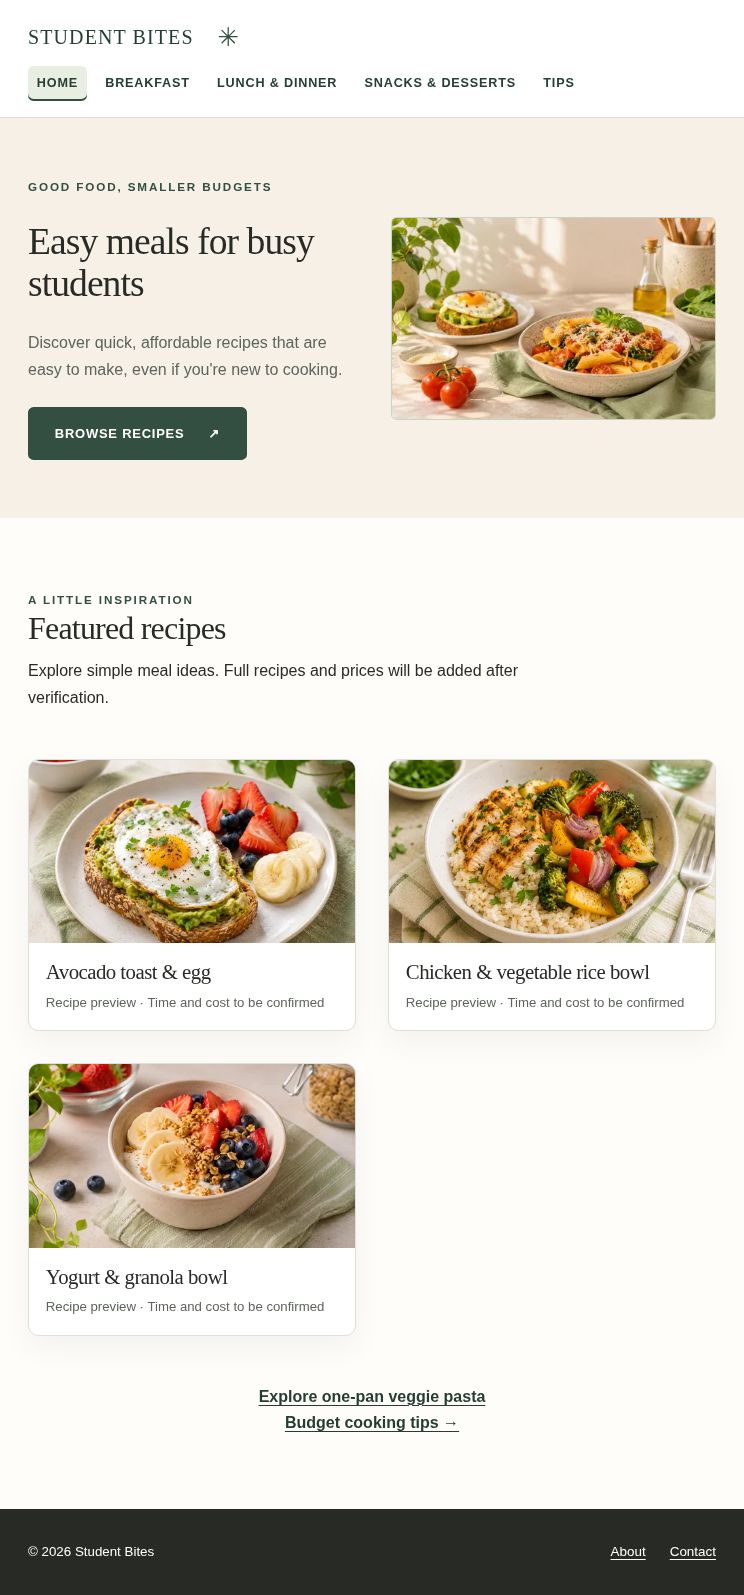 STUDENT BITES ✳
HOME BREAKFAST LUNCH & DINNER SNACKS & DESSERTS TIPS
GOOD FOOD, SMALLER BUDGETS
Easy meals for busy
students
Discover quick, affordable recipes that are
easy to make, even if you're new to cooking.
BROWSE RECIPES ↗
A LITTLE INSPIRATION
Featured recipes
Explore simple meal ideas. Full recipes and prices will be added after
verification.
Avocado toast & egg
Recipe preview · Time and cost to be confirmed
Chicken & vegetable rice bowl
Recipe preview · Time and cost to be confirmed
Yogurt & granola bowl
Recipe preview · Time and cost to be confirmed
Explore one-pan veggie pasta
Budget cooking tips →
© 2026 Student Bites
About Contact